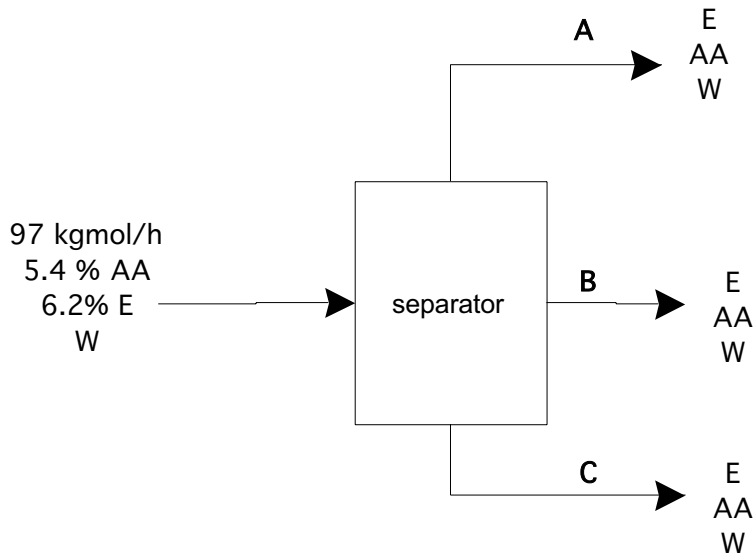 A
E
AA
W
97 kgmol/h
5.4 % AA
6.2% E
W
separator
B
E
AA
W
C
E
AA
W